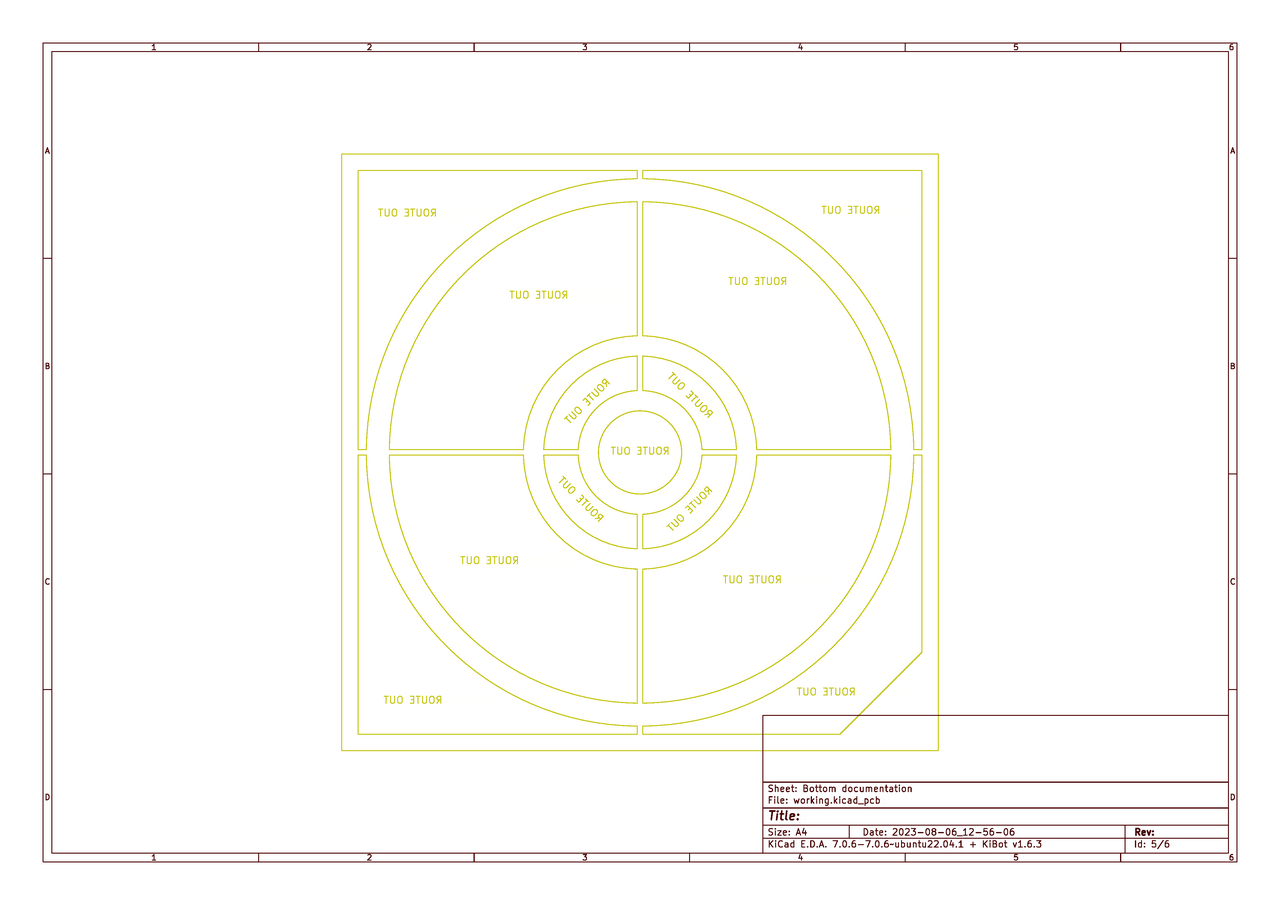 1 2 3 4 5 6
A A
ROUTE OUT ROUTE OUT
ROUTE OUT
ROUTE OUT
B B
ROUTE OUT ROUTE OUT
ROUTE OUT
ROUTE OUT ROUTE OUT
ROUTE OUT
ROUTE OUT
C C
ROUTE OUT
ROUTE OUT
D D
Sheet: Bottom documentation
File: working.kicad_pcb
Title:
Size: A4 Date: 2023-08-06_12-56-06 Rev:
KiCad E.D.A. 7.0.6-7.0.6~ubuntu22.04.1 + KiBot v1.6.3 Id: 5/6
1 2 3 4 5 6